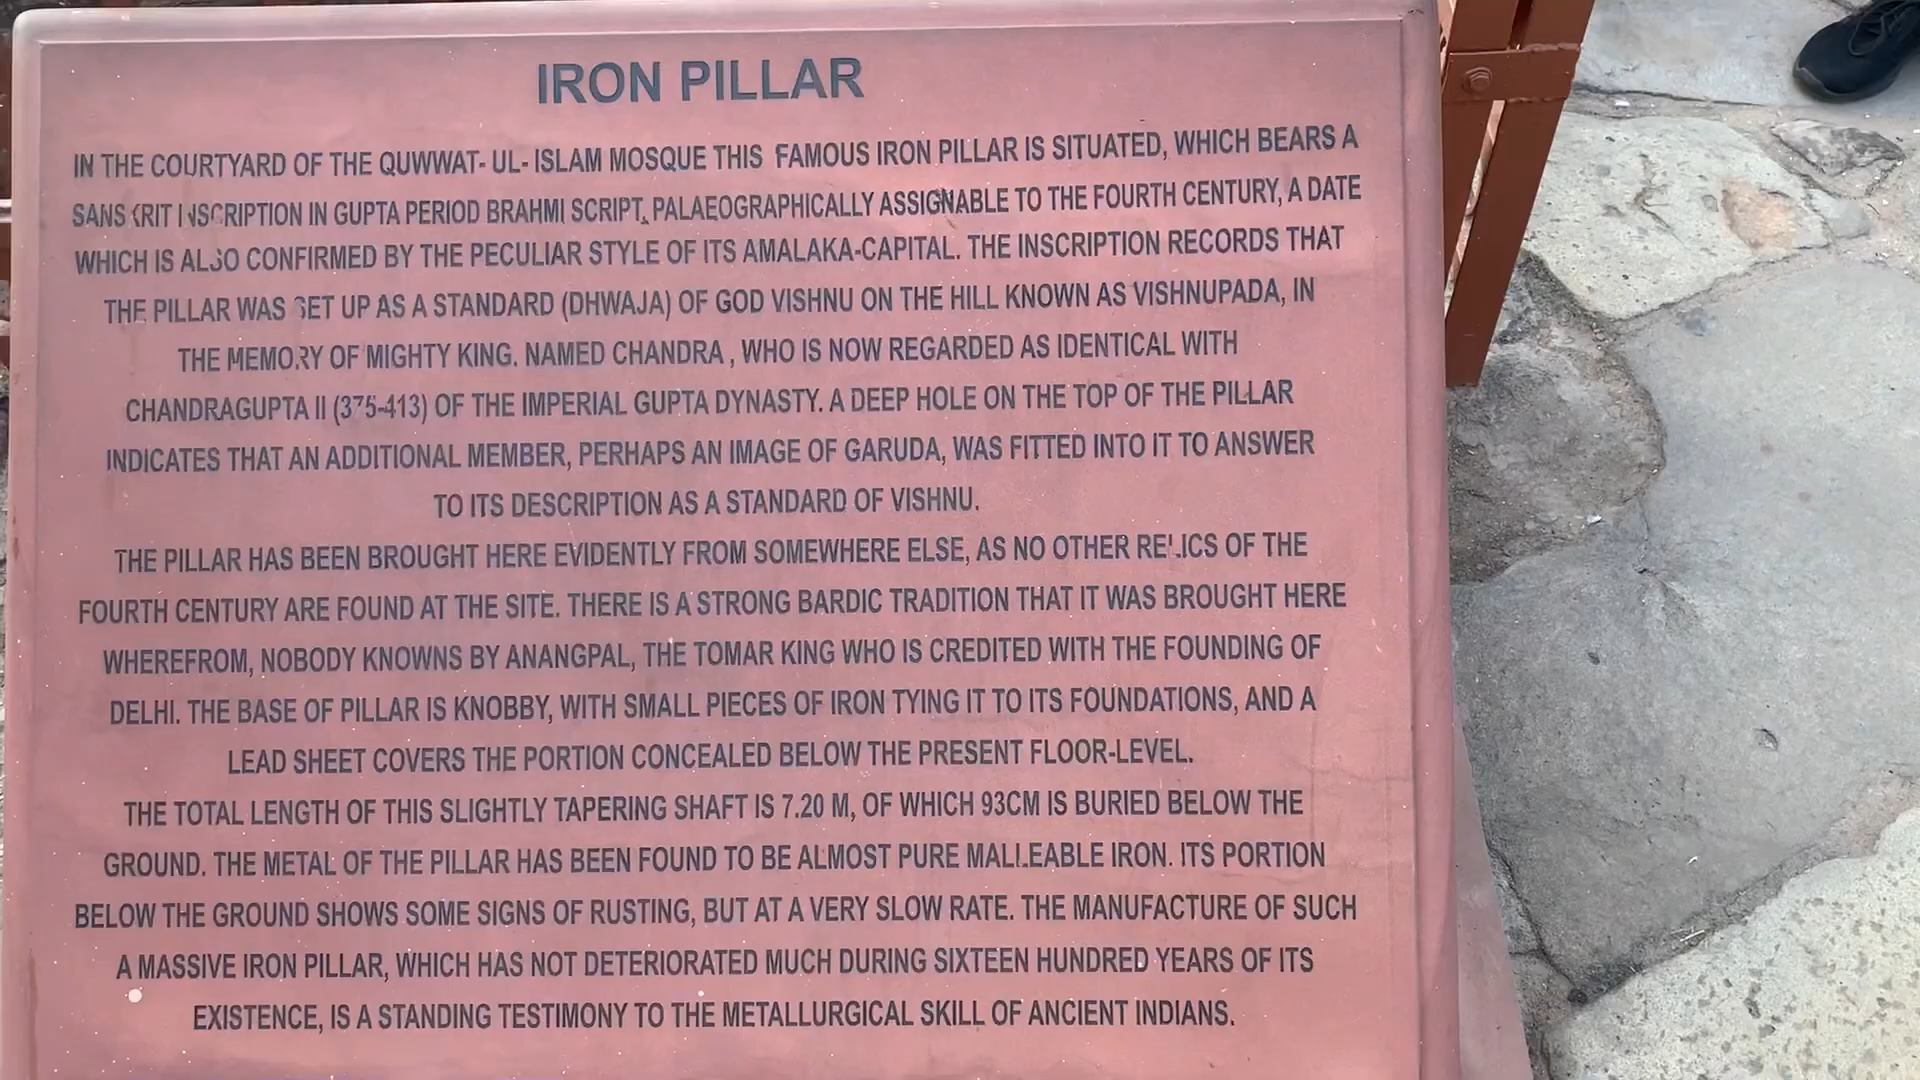 IRON PILLAR
IN THE COURTYARD OF THE QUWWAT- UL- ISLAM MOSQUE THIS FAMOUS IRON PILLAR IS SITUATED, WHICH BEARS A
SANSKRIT INSCRIPTION IN GUPTA PERIOD BRAHMI SCRIPT, PALAEOGRAPHICALLY ASSIGNABLE TO THE FOURTH CENTURY, A DATE
WHICH IS ALSO CONFIRMED BY THE PECULIAR STYLE OF ITS AMALAKA-CAPITAL. THE INSCRIPTION RECORDS THAT
THE PILLAR WAS SET UP AS A STANDARD (DHWAJA) OF GOD VISHNU ON THE HILL KNOWN AS VISHNUPADA, IN
THE MEMORY OF MIGHTY KING. NAMED CHANDRA , WHO IS NOW REGARDED AS IDENTICAL WITH
CHANDRAGUPTA II (375-413) OF THE IMPERIAL GUPTA DYNASTY. A DEEP HOLE ON THE TOP OF THE PILLAR
INDICATES THAT AN ADDITIONAL MEMBER, PERHAPS AN IMAGE OF GARUDA, WAS FITTED INTO IT TO ANSWER
TO ITS DESCRIPTION AS A STANDARD OF VISHNU.
THE PILLAR HAS BEEN BROUGHT HERE EVIDENTLY FROM SOMEWHERE ELSE, AS NO OTHER RELICS OF THE
FOURTH CENTURY ARE FOUND AT THE SITE. THERE IS A STRONG BARDIC TRADITION THAT IT WAS BROUGHT HERE
WHEREFROM, NOBODY KNOWNS BY ANANGPAL, THE TOMAR KING WHO IS CREDITED WITH THE FOUNDING OF
DELHI. THE BASE OF PILLAR IS KNOBBY, WITH SMALL PIECES OF IRON TYING IT TO ITS FOUNDATIONS, AND A
LEAD SHEET COVERS THE PORTION CONCEALED BELOW THE PRESENT FLOOR-LEVEL.
THE TOTAL LENGTH OF THIS SLIGHTLY TAPERING SHAFT IS 7.20 M, OF WHICH 93CM IS BURIED BELOW THE
GROUND. THE METAL OF THE PILLAR HAS BEEN FOUND TO BE ALMOST PURE MALLEABLE IRON. ITS PORTION
BELOW THE GROUND SHOWS SOME SIGNS OF RUSTING, BUT AT A VERY SLOW RATE. THE MANUFACTURE OF SUCH
A MASSIVE IRON PILLAR, WHICH HAS NOT DETERIORATED MUCH DURING SIXTEEN HUNDRED YEARS OF ITS
EXISTENCE, IS A STANDING TESTIMONY TO THE METALLURGICAL SKILL OF ANCIENT INDIANS.